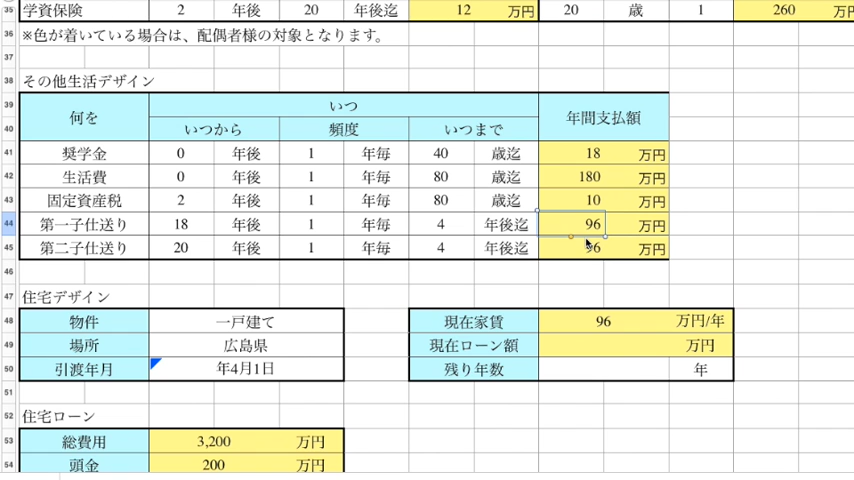 35 学資保険 2 年後 20 年後迄 12 万円 20 歳 1 260 万円
36 ※色が着いている場合は、配偶者様の対象となります。
37
38 その他生活デザイン
39 何を いつ 年間支払額
40 いつから 頻度 いつまで
41 奨学金 0 年後 1 年毎 40 歳迄 18 万円
42 生活費 0 年後 1 年毎 80 歳迄 180 万円
43 固定資産税 2 年後 1 年毎 80 歳迄 10 万円
44 第一子仕送り 18 年後 1 年毎 4 年後迄 96 万円
45 第二子仕送り 20 年後 1 年毎 4 年後迄 96 万円
46
47 住宅デザイン
48 物件 一戸建て 現在家賃 96 万円/年
49 場所 広島県 現在ローン額 万円
50 引渡年月 年4月1日 残り年数 年
51
52 住宅ローン
53 総費用 3,200 万円
54 頭金 200 万円